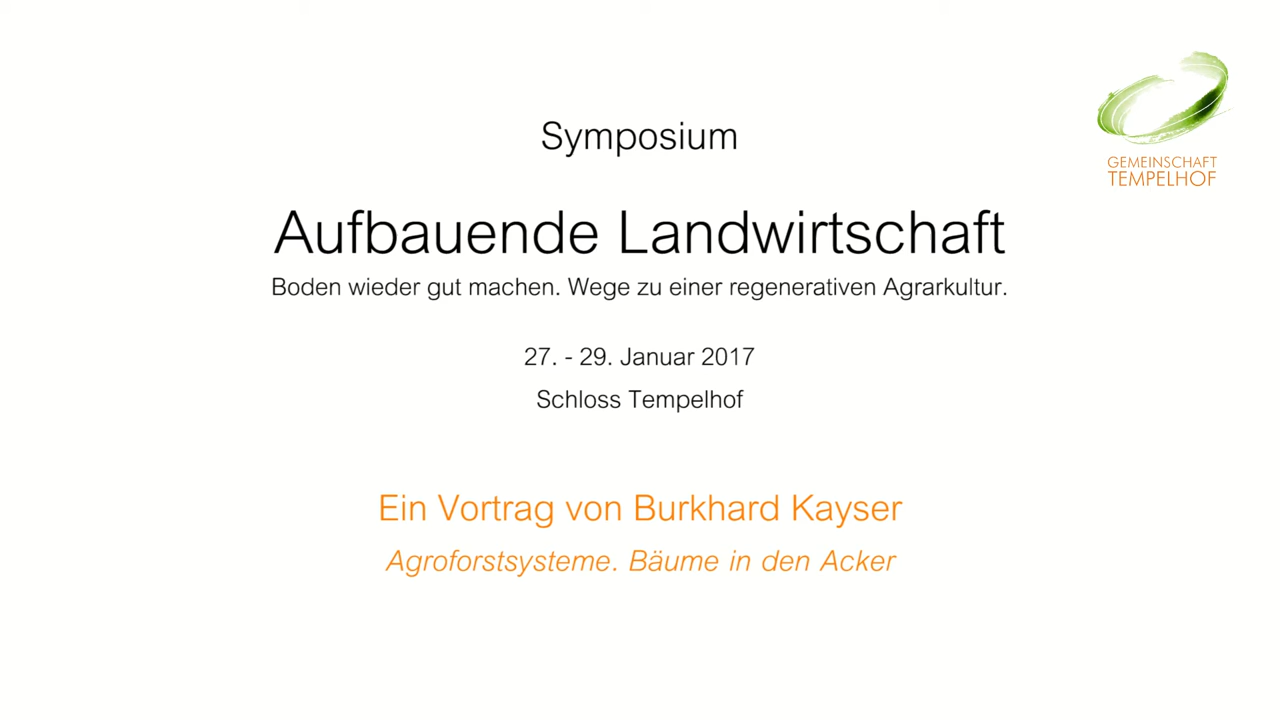 Symposium
Aufbauende Landwirtschaft
Boden wieder gut machen. Wege zu einer regenerativen Agrarkultur.
27. - 29. Januar 2017
Schloss Tempelhof
Ein Vortrag von Burkhard Kayser
Agroforstsysteme. Bäume in den Acker
GEMEINSCHAFT
TEMPELHOF